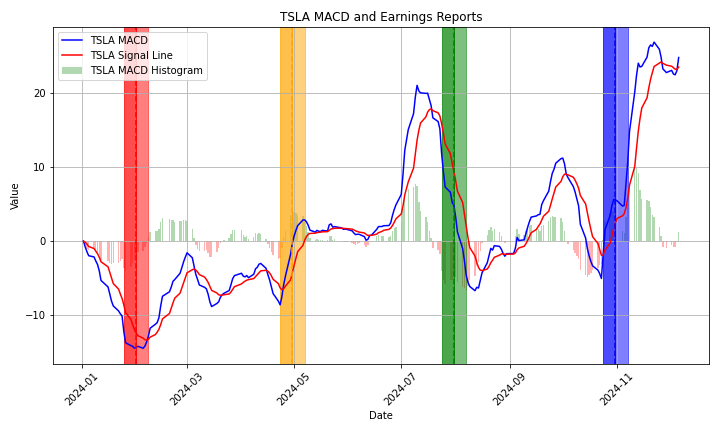 TSLA MACD and Earnings Reports
TSLA MACD
TSLA Signal Line
TSLA MACD Histogram
Value
20
10
0
−10
2024-01
2024-03
2024-05
2024-07
2024-09
2024-11
Date